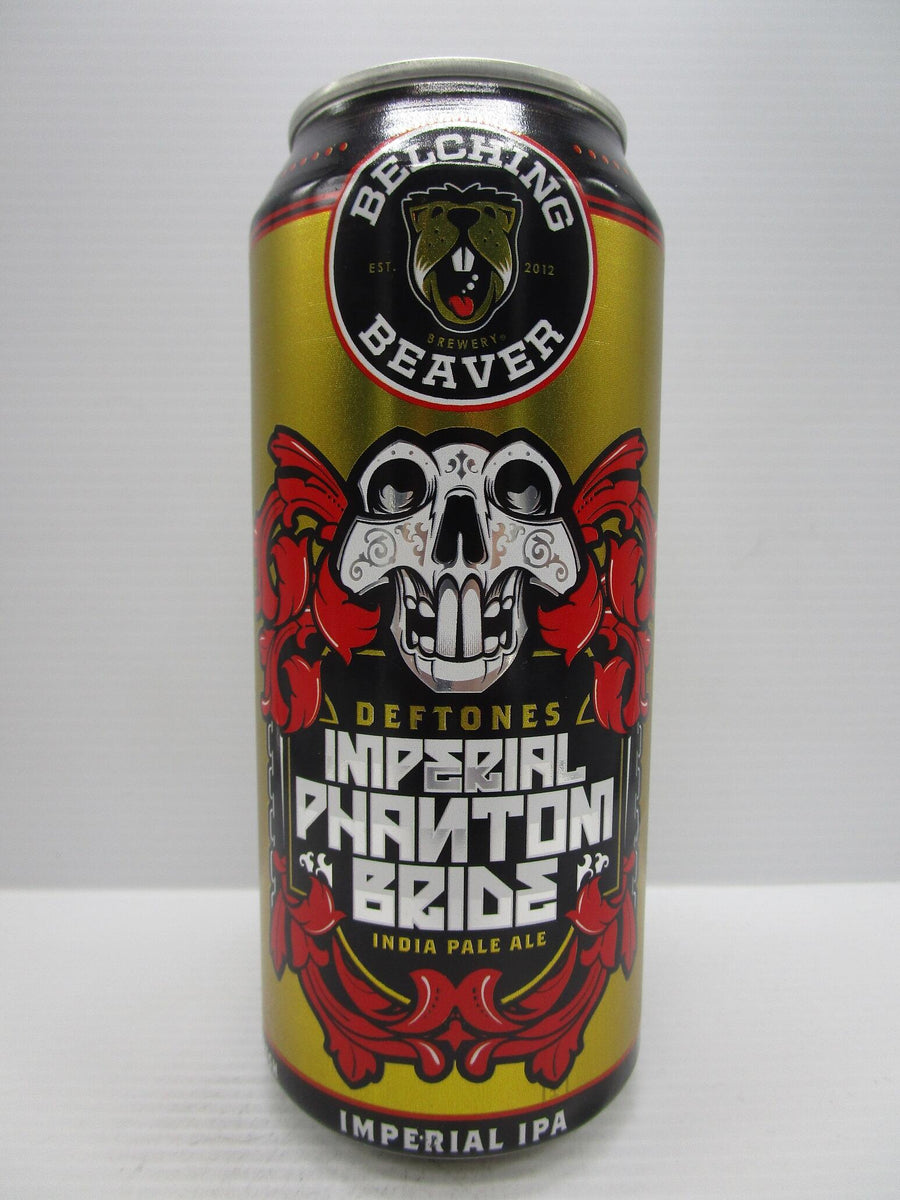 BELCHING
EST. 2012
BREWERY®
BEAVER
DEFTONES
IMPERIAL
PHANTOM
BRIDE
INDIA PALE ALE
IMPERIAL IPA